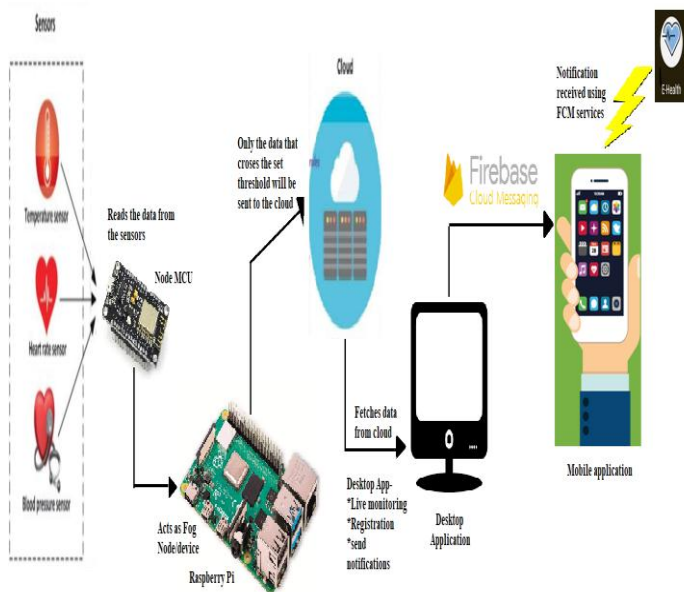 Sensors
Temperature sensor
Heart rate sensor
Blood pressure sensor
Reads the data from
the sensors
Node MCU
Acts as Fog
Node/device
Raspberry Pi
Only the data that
croses the set
threshold will be
sent to the cloud
Cloud
Fetches data
from cloud
Desktop App-
*Live monitoring
*Registration
*send
notifications
Desktop
Application
Firebase
Cloud Messaging
Notification
received using
FCM services
E-Health
Mobile application